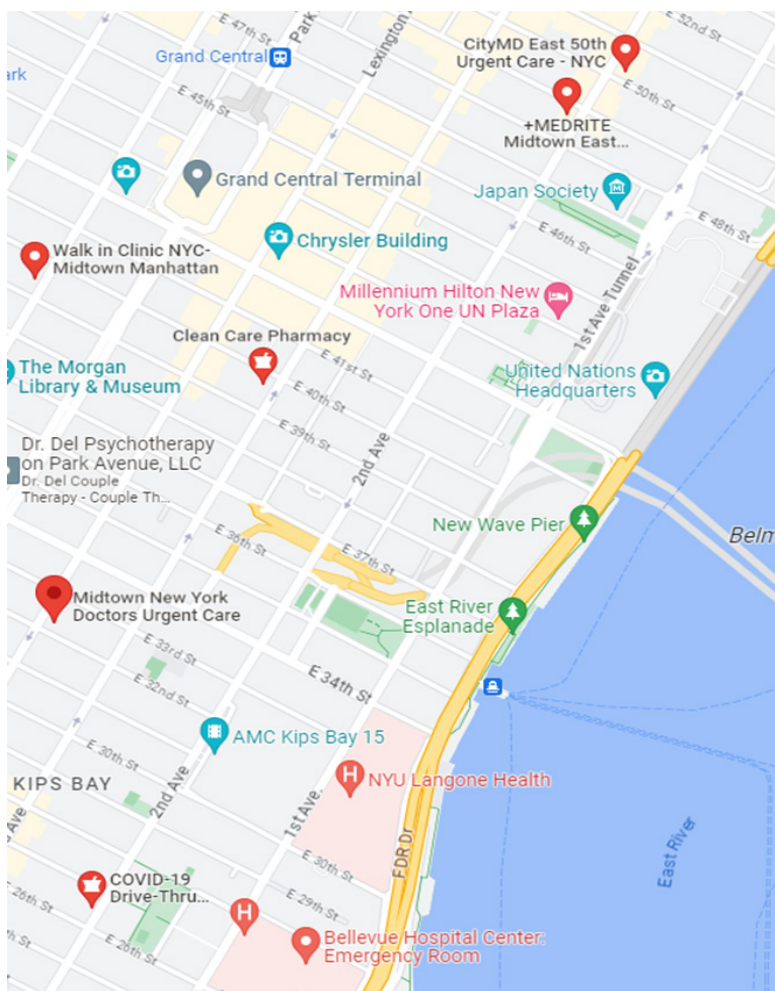 E 47th St
Park
Lexington
E 52nd St
CityMD East 50th
Urgent Care - NYC
Grand Central
ark
E 50th St
E 45th St
+MEDRITE
Midtown East...
Grand Central Terminal
Japan Society
E 48th St
E 46th St
Chrysler Building
Walk in Clinic NYC-
Midtown Manhattan
1st Ave Tunnel
Millennium Hilton New
York One UN Plaza
Clean Care Pharmacy
E 41st St
The Morgan
Library & Museum
United Nations
Headquarters
E 40th St
E 39th St
2nd Ave
Dr. Del Psychotherapy
on Park Avenue, LLC
Dr. Del Couple
Therapy - Couple Th...
New Wave Pier
Belm
E 36th St
E 37th St
Midtown New York
Doctors Urgent Care
East River
Esplanade
E 33rd St
E 34th St
E 32nd St
AMC Kips Bay 15
E 30th St
NYU Langone Health
KIPS BAY
2nd Ave
1st Ave.
FDR Dr
East River
Ave
E 30th St
COVID-19
Drive-Thru...
E 26th St
E 29th St
H
H
E 26th St
Bellevue Hospital Center:
Emergency Room